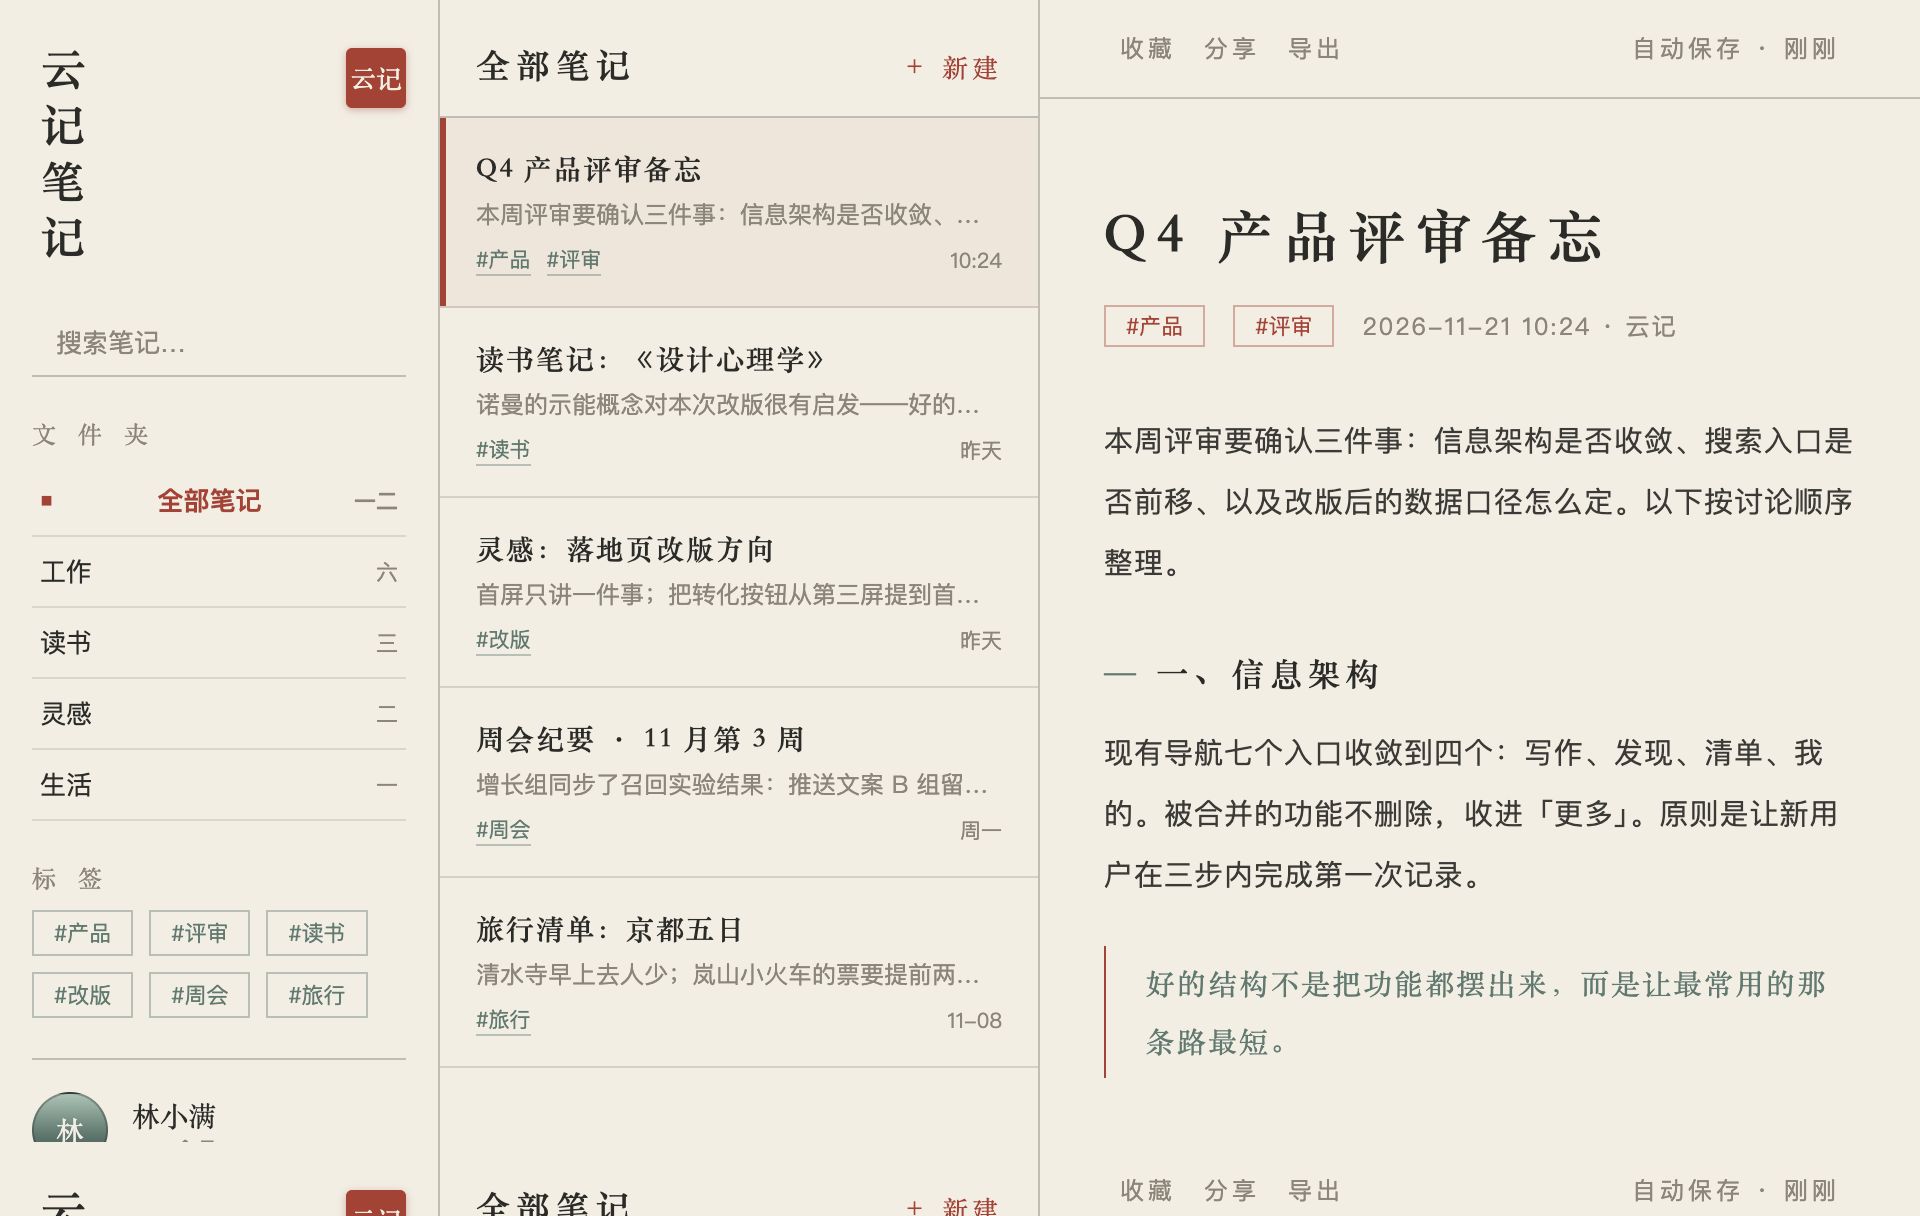 云记笔记
云记
搜索笔记...
文件夹
全部笔记 一二
工作 六
读书 三
灵感 二
生活 一
标签
#产品 #评审 #读书
#改版 #周会 #旅行
林
林小满
全部笔记
+ 新建
Q4 产品评审备忘
本周评审要确认三件事：信息架构是否收敛、...
#产品 #评审 10:24
读书笔记：《设计心理学》
诺曼的示能概念对本次改版很有启发——好的...
#读书 昨天
灵感：落地页改版方向
首屏只讲一件事；把转化按钮从第三屏提到首...
#改版 昨天
周会纪要 · 11 月第 3 周
增长组同步了召回实验结果：推送文案 B 组留...
#周会 周一
旅行清单：京都五日
清水寺早上去人少；岚山小火车的票要提前两...
#旅行 11-08
收藏 分享 导出 自动保存 · 刚刚
Q4 产品评审备忘
#产品 #评审 2026-11-21 10:24 · 云记
本周评审要确认三件事：信息架构是否收敛、搜索入口是
否前移、以及改版后的数据口径怎么定。以下按讨论顺序
整理。
— 一、信息架构
现有导航七个入口收敛到四个：写作、发现、清单、我
的。被合并的功能不删除，收进「更多」。原则是让新用
户在三步内完成第一次记录。
好的结构不是把功能都摆出来，而是让最常用的那
条路最短。
云
云记
全部笔记
+ 新建
收藏 分享 导出 自动保存 · 刚刚